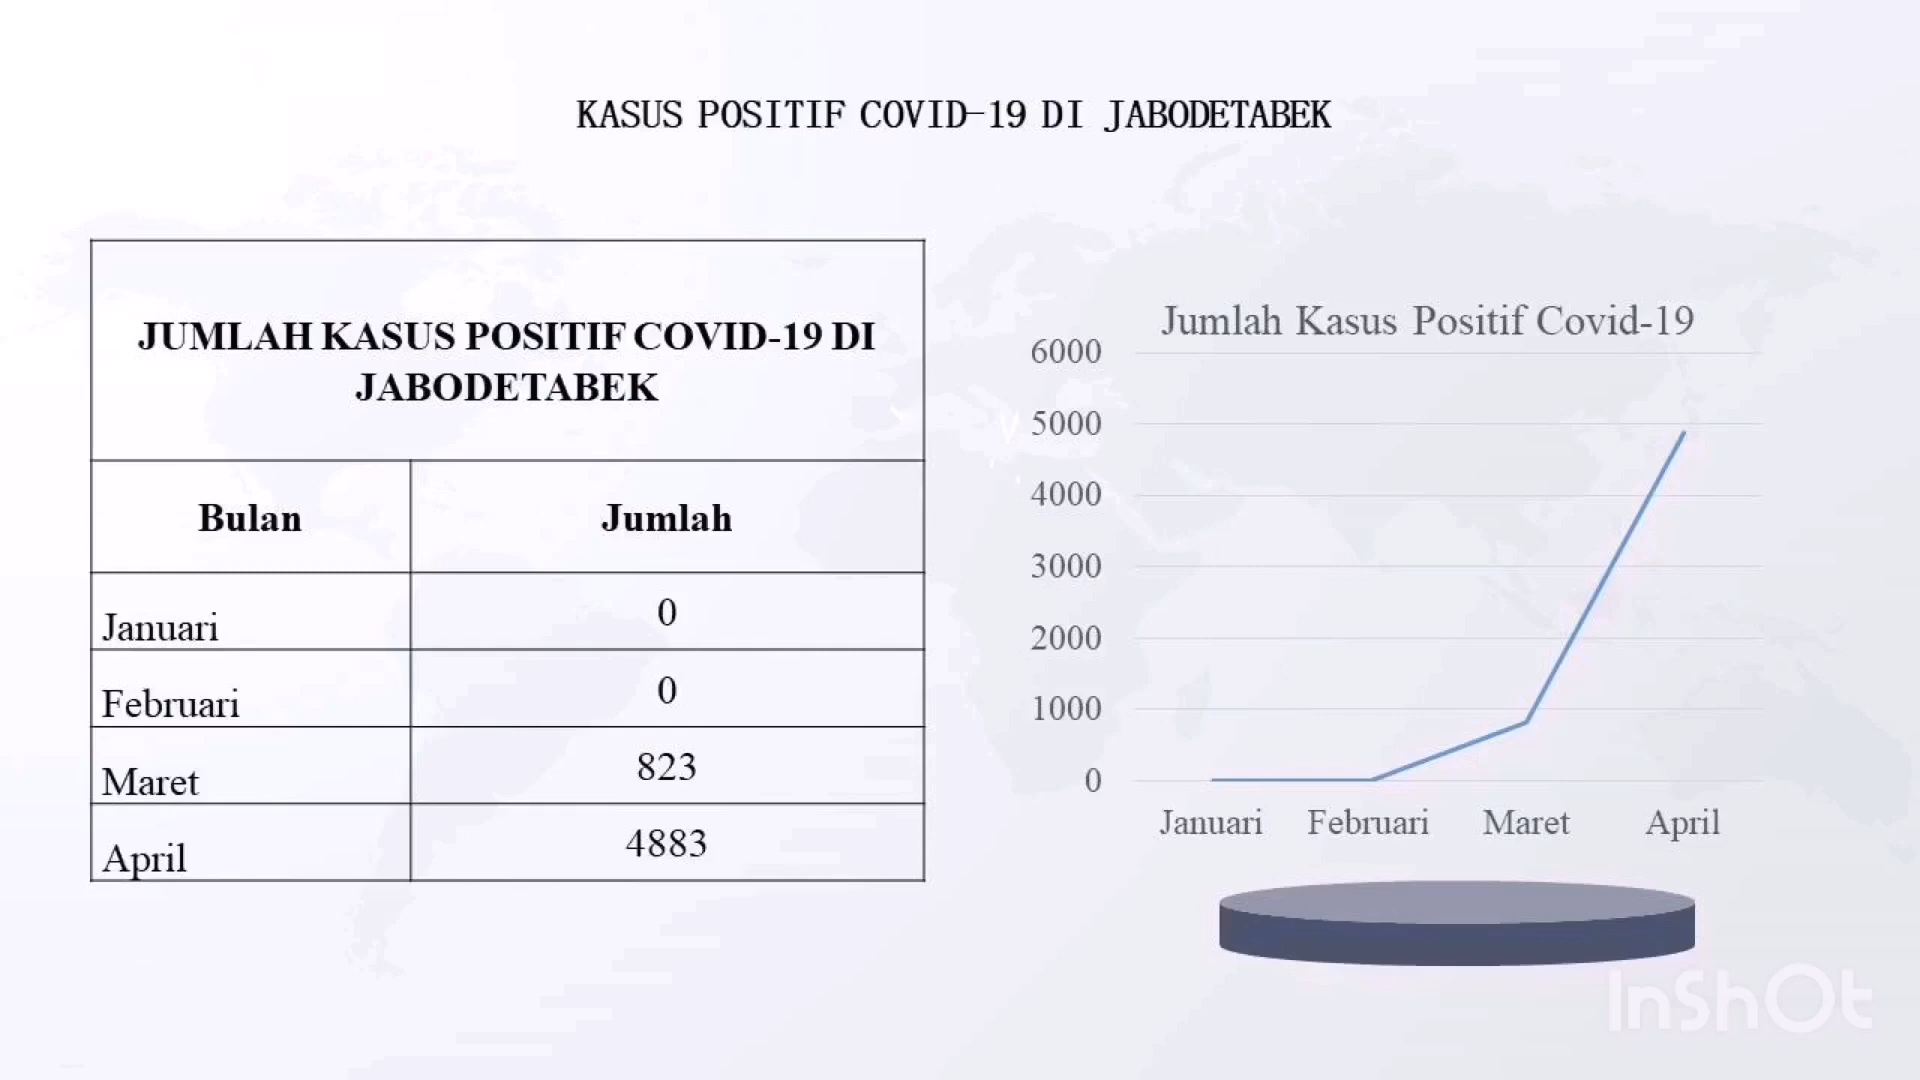 KASUS POSITIF COVID-19 DI JABODETABEK
JUMLAH KASUS POSITIF COVID-19 DI
JABODETABEK
Bulan Jumlah
Januari 0
Februari 0
Maret 823
April 4883
Jumlah Kasus Positif Covid-19
6000
5000
4000
3000
2000
1000
0
Januari Februari Maret April
InShOt